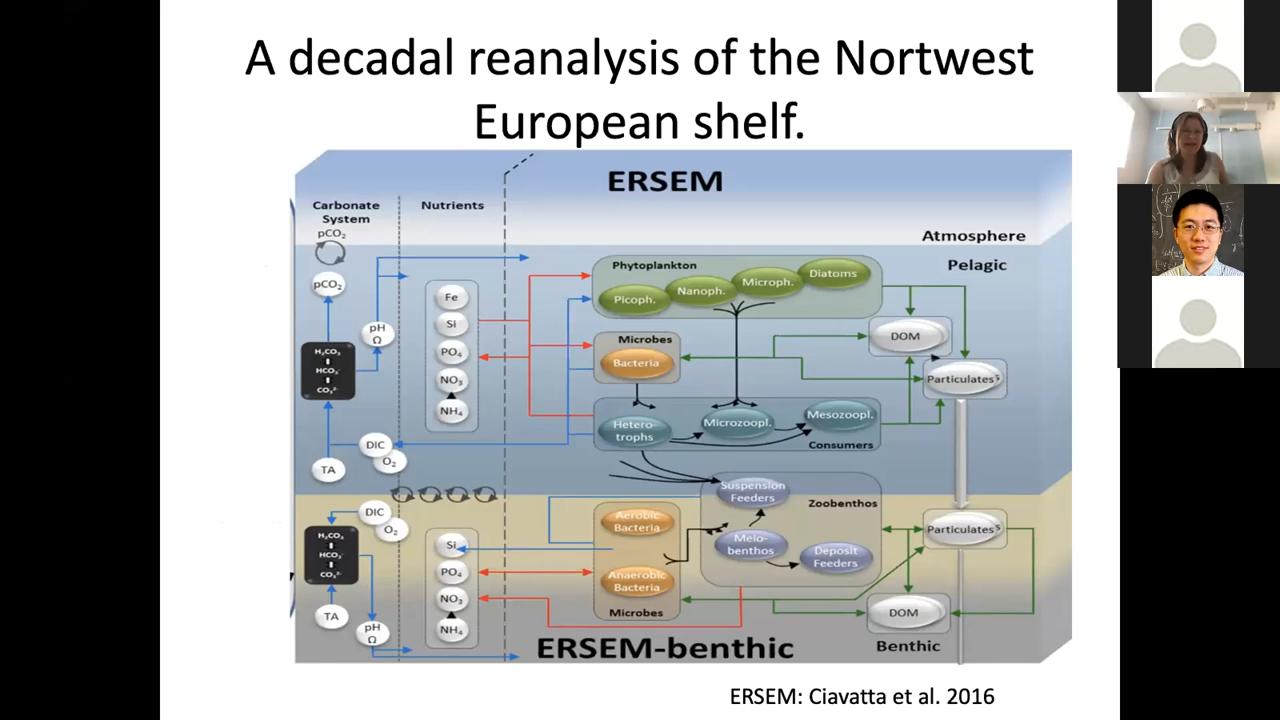 A decadal reanalysis of the Nortwest
European shelf.
ERSEM
Carbonate
System
Nutrients
pCO₂
Atmosphere
Pelagic
pCO₂
pH
Ω
H₂CO₃
HCO₃⁻
CO₃²⁻
DIC
O₂
TA
Fe
Si
PO₄
NO₃
NH₄
Phytoplankton
Picoph.
Nanoph.
Microph.
Diatoms
Microbes
Bacteria
Hetero-
trophs
Microzoopl.
Mesozoopl.
Consumers
DOM
Particulates
DIC
O₂
H₂CO₃
HCO₃⁻
CO₃²⁻
TA
pH
Ω
Si
PO₄
NO₃
NH₄
Aerobic
Bacteria
Anaerobic
Bacteria
Microbes
Suspension
Feeders
Zoobenthos
Meio-
benthos
Deposit
Feeders
Particulates
DOM
Benthic
ERSEM-benthic
ERSEM: Ciavatta et al. 2016